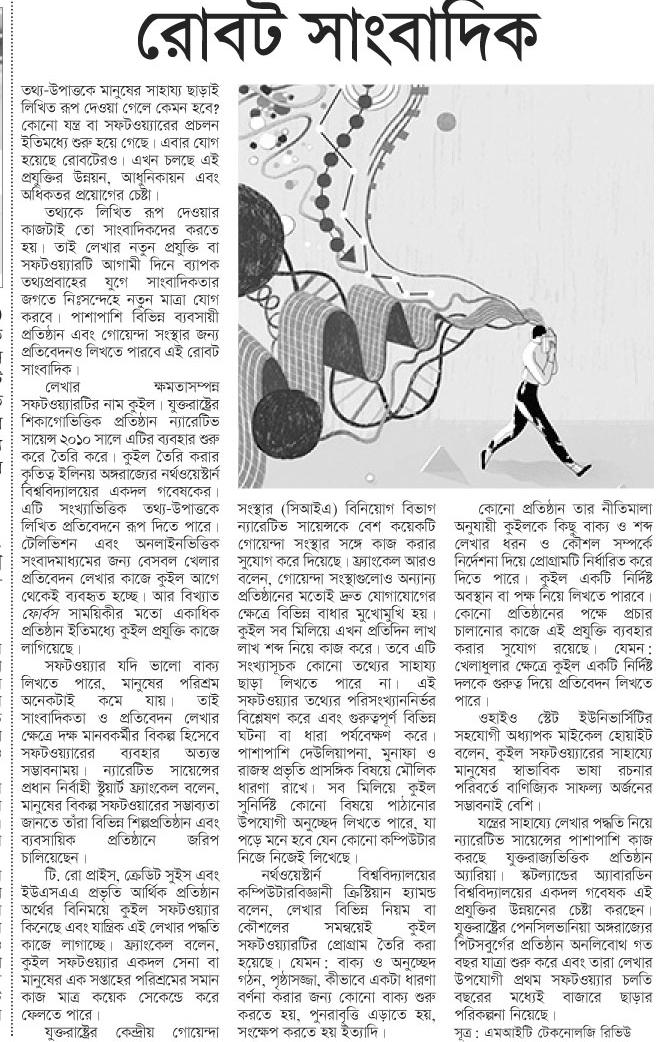 রোবট সাংবাদিক
তথ্য-উপাত্তকে মানুষের সাহায্য ছাড়াই
লিখিত রূপ দেওয়া গেলে কেমন হবে?
কোনো যন্ত্র বা সফটওয়্যারের প্রচলন
ইতিমধ্যে শুরু হয়ে গেছে। এবার যোগ
হয়েছে রোবটেরও। এখন চলছে এই
প্রযুক্তির উন্নয়ন, আধুনিকায়ন এবং
অধিকতর প্রয়োগের চেষ্টা।
তথ্যকে লিখিত রূপ দেওয়ার
কাজটাই তো সাংবাদিকদের করতে
হয়। তাই লেখার নতুন প্রযুক্তি বা
সফটওয়্যারটি আগামী দিনে ব্যাপক
তথ্যপ্রবাহের যুগে সাংবাদিকতার
জগতে নিঃসন্দেহে নতুন মাত্রা যোগ
করবে। পাশাপাশি বিভিন্ন ব্যবসায়ী
প্রতিষ্ঠান এবং গোয়েন্দা সংস্থার জন্য
প্রতিবেদনও লিখতে পারবে এই রোবট
সাংবাদিক।
লেখার ক্ষমতাসম্পন্ন
সফটওয়্যারটির নাম কুইল। যুক্তরাষ্ট্রের
শিকাগোভিত্তিক প্রতিষ্ঠান ন্যারেটিভ
সায়েন্স ২০১০ সালে এটির ব্যবহার শুরু
করে তৈরি করে। কুইল তৈরি করার
কৃতিত্ব ইলিনয় অঙ্গরাজ্যের নর্থওয়েস্টার্ন
বিশ্ববিদ্যালয়ের একদল গবেষকের।
এটি সংখ্যাভিত্তিক তথ্য-উপাত্তকে
লিখিত প্রতিবেদনে রূপ দিতে পারে।
টেলিভিশন এবং অনলাইনভিত্তিক
সংবাদমাধ্যমের জন্য বেসবল খেলার
প্রতিবেদন লেখার কাজে কুইল আগে
থেকেই ব্যবহৃত হচ্ছে। আর বিখ্যাত
ফোর্বস সাময়িকীর মতো একাধিক
প্রতিষ্ঠান ইতিমধ্যে কুইল প্রযুক্তি কাজে
লাগিয়েছে।
সফটওয়্যার যদি ভালো বাক্য
লিখতে পারে, মানুষের পরিশ্রম
অনেকটাই কমে যায়। তাই
সাংবাদিকতা ও প্রতিবেদন লেখার
ক্ষেত্রে দক্ষ মানবকর্মীর বিকল্প হিসেবে
সফটওয়্যারের ব্যবহার অত্যন্ত
সম্ভাবনাময়। ন্যারেটিভ সায়েন্সের
প্রধান নির্বাহী স্টুয়ার্ট ফ্র্যাংকেল বলেন,
মানুষের বিকল্প সফটওয়্যারের সম্ভাব্যতা
জানতে তাঁরা বিভিন্ন শিল্পপ্রতিষ্ঠান এবং
ব্যবসায়িক প্রতিষ্ঠানে জরিপ
চালিয়েছেন।
টি. রো প্রাইস, ক্রেডিট সুইস এবং
ইউএসএএ প্রভৃতি আর্থিক প্রতিষ্ঠান
অর্থের বিনিময়ে কুইল সফটওয়্যার
কিনেছে এবং যান্ত্রিক এই লেখার পদ্ধতি
কাজে লাগাচ্ছে। ফ্র্যাংকেল বলেন,
কুইল সফটওয়্যার একদল সেনা বা
মানুষের এক সপ্তাহের পরিশ্রমের সমান
কাজ মাত্র কয়েক সেকেন্ডে করে
ফেলতে পারে।
যুক্তরাষ্ট্রের কেন্দ্রীয় গোয়েন্দা
সংস্থার (সিআইএ) বিনিয়োগ বিভাগ
ন্যারেটিভ সায়েন্সকে বেশ কয়েকটি
গোয়েন্দা সংস্থার সঙ্গে কাজ করার
সুযোগ করে দিয়েছে। ফ্র্যাংকেল আরও
বলেন, গোয়েন্দা সংস্থাগুলোও অন্যান্য
প্রতিষ্ঠানের মতোই দ্রুত যোগাযোগের
ক্ষেত্রে বিভিন্ন বাধার মুখোমুখি হয়।
কুইল সব মিলিয়ে এখন প্রতিদিন লাখ
লাখ শব্দ নিয়ে কাজ করে। তবে এটি
সংখ্যাসূচক কোনো তথ্যের সাহায্য
ছাড়া লিখতে পারে না। এই
সফটওয়্যার তথ্যের পরিসংখ্যাননির্ভর
বিশ্লেষণ করে এবং গুরুত্বপূর্ণ বিভিন্ন
ঘটনা বা ধারা পর্যবেক্ষণ করে।
পাশাপাশি দেউলিয়াপনা, মুনাফা ও
রাজস্ব প্রভৃতি প্রাসঙ্গিক বিষয়ে মৌলিক
ধারণা রাখে। সব মিলিয়ে কুইল
সুনির্দিষ্ট কোনো বিষয়ে পাঠানোর
উপযোগী অনুচ্ছেদ লিখতে পারে, যা
পড়ে মনে হবে যেন কোনো কম্পিউটার
নিজে নিজেই লিখেছে।
নর্থওয়েস্টার্ন বিশ্ববিদ্যালয়ের
কম্পিউটারবিজ্ঞানী ক্রিস্টিয়ান হ্যামন্ড
বলেন, লেখার বিভিন্ন নিয়ম বা
কৌশলের সমন্বয়েই কুইল
সফটওয়্যারটির প্রোগ্রাম তৈরি করা
হয়েছে। যেমন: বাক্য ও অনুচ্ছেদ
গঠন, পৃষ্ঠাসজ্জা, কীভাবে একটা ধারণা
বর্ণনা করার জন্য কোনো বাক্য শুরু
করতে হয়, পুনরাবৃত্তি এড়াতে হয়,
সংক্ষেপ করতে হয় ইত্যাদি।
কোনো প্রতিষ্ঠান তার নীতিমালা
অনুযায়ী কুইলকে কিছু বাক্য ও শব্দ
লেখার ধরন ও কৌশল সম্পর্কে
নির্দেশনা দিয়ে প্রোগ্রামটি নির্ধারিত করে
দিতে পারে। কুইল একটি নির্দিষ্ট
অবস্থান বা পক্ষ নিয়ে লিখতে পারবে।
কোনো প্রতিষ্ঠানের পক্ষে প্রচার
চালানোর কাজে এই প্রযুক্তি ব্যবহার
করার সুযোগ রয়েছে। যেমন:
খেলাধুলার ক্ষেত্রে কুইল একটি নির্দিষ্ট
দলকে গুরুত্ব দিয়ে প্রতিবেদন লিখতে
পারে।
ওহাইও স্টেট ইউনিভার্সিটির
সহযোগী অধ্যাপক মাইকেল হোয়াইট
বলেন, কুইল সফটওয়্যারের সাহায্যে
মানুষের স্বাভাবিক ভাষা রচনার
পরিবর্তে বাণিজ্যিক সাফল্য অর্জনের
সম্ভাবনাই বেশি।
যন্ত্রের সাহায্যে লেখার পদ্ধতি নিয়ে
ন্যারেটিভ সায়েন্সের পাশাপাশি কাজ
করছে যুক্তরাজ্যভিত্তিক প্রতিষ্ঠান
অ্যারিয়া। স্কটল্যান্ডের অ্যাবারডিন
বিশ্ববিদ্যালয়ের একদল গবেষক এই
প্রযুক্তির উন্নয়নের চেষ্টা করছেন।
যুক্তরাষ্ট্রের পেনসিলভানিয়া অঙ্গরাজ্যের
পিটসবুর্গের প্রতিষ্ঠান অনলিবোথ গত
বছর যাত্রা শুরু করে এবং তারা লেখার
উপযোগী প্রথম সফটওয়্যার চলতি
বছরের মধ্যেই বাজারে ছাড়ার
পরিকল্পনা নিয়েছে।
সূত্র: এমআইটি টেকনোলজি রিভিউ